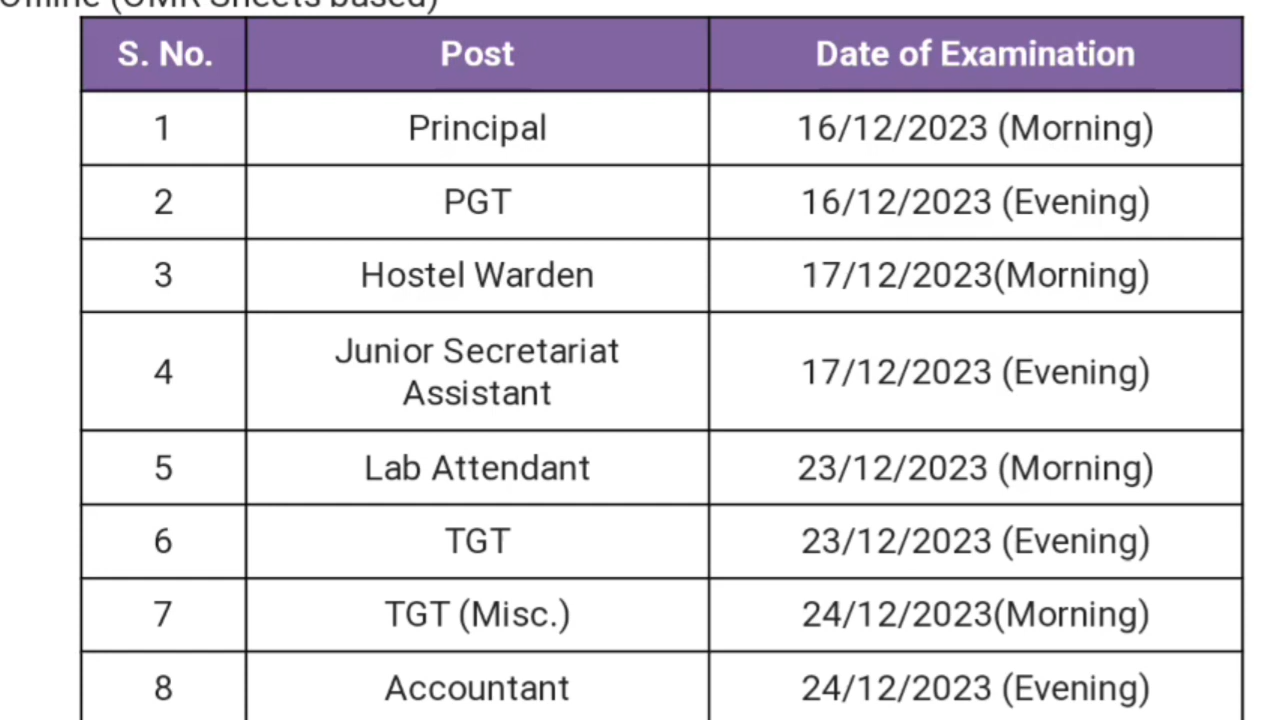 Offline (OMR Sheets based)
S. No. Post Date of Examination
1 Principal 16/12/2023 (Morning)
2 PGT 16/12/2023 (Evening)
3 Hostel Warden 17/12/2023(Morning)
4 Junior Secretariat Assistant 17/12/2023 (Evening)
5 Lab Attendant 23/12/2023 (Morning)
6 TGT 23/12/2023 (Evening)
7 TGT (Misc.) 24/12/2023(Morning)
8 Accountant 24/12/2023 (Evening)